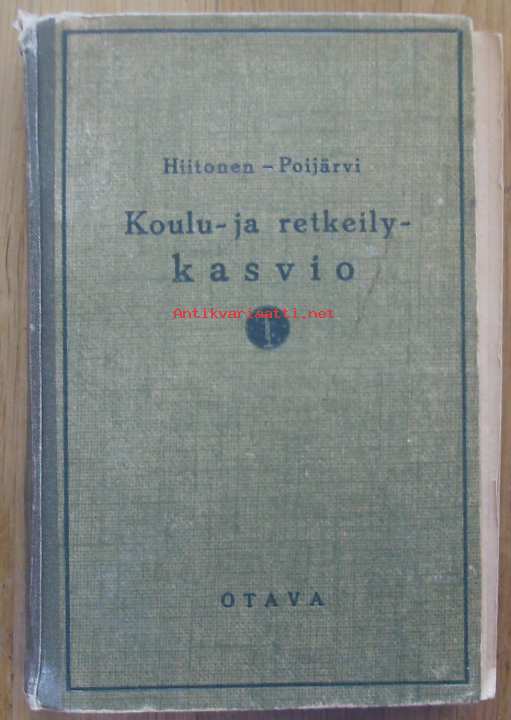 Hiitonen – Poijärvi
Koulu- ja retkeily-
kasvio
Antikvariaatti.net
1
OTAVA